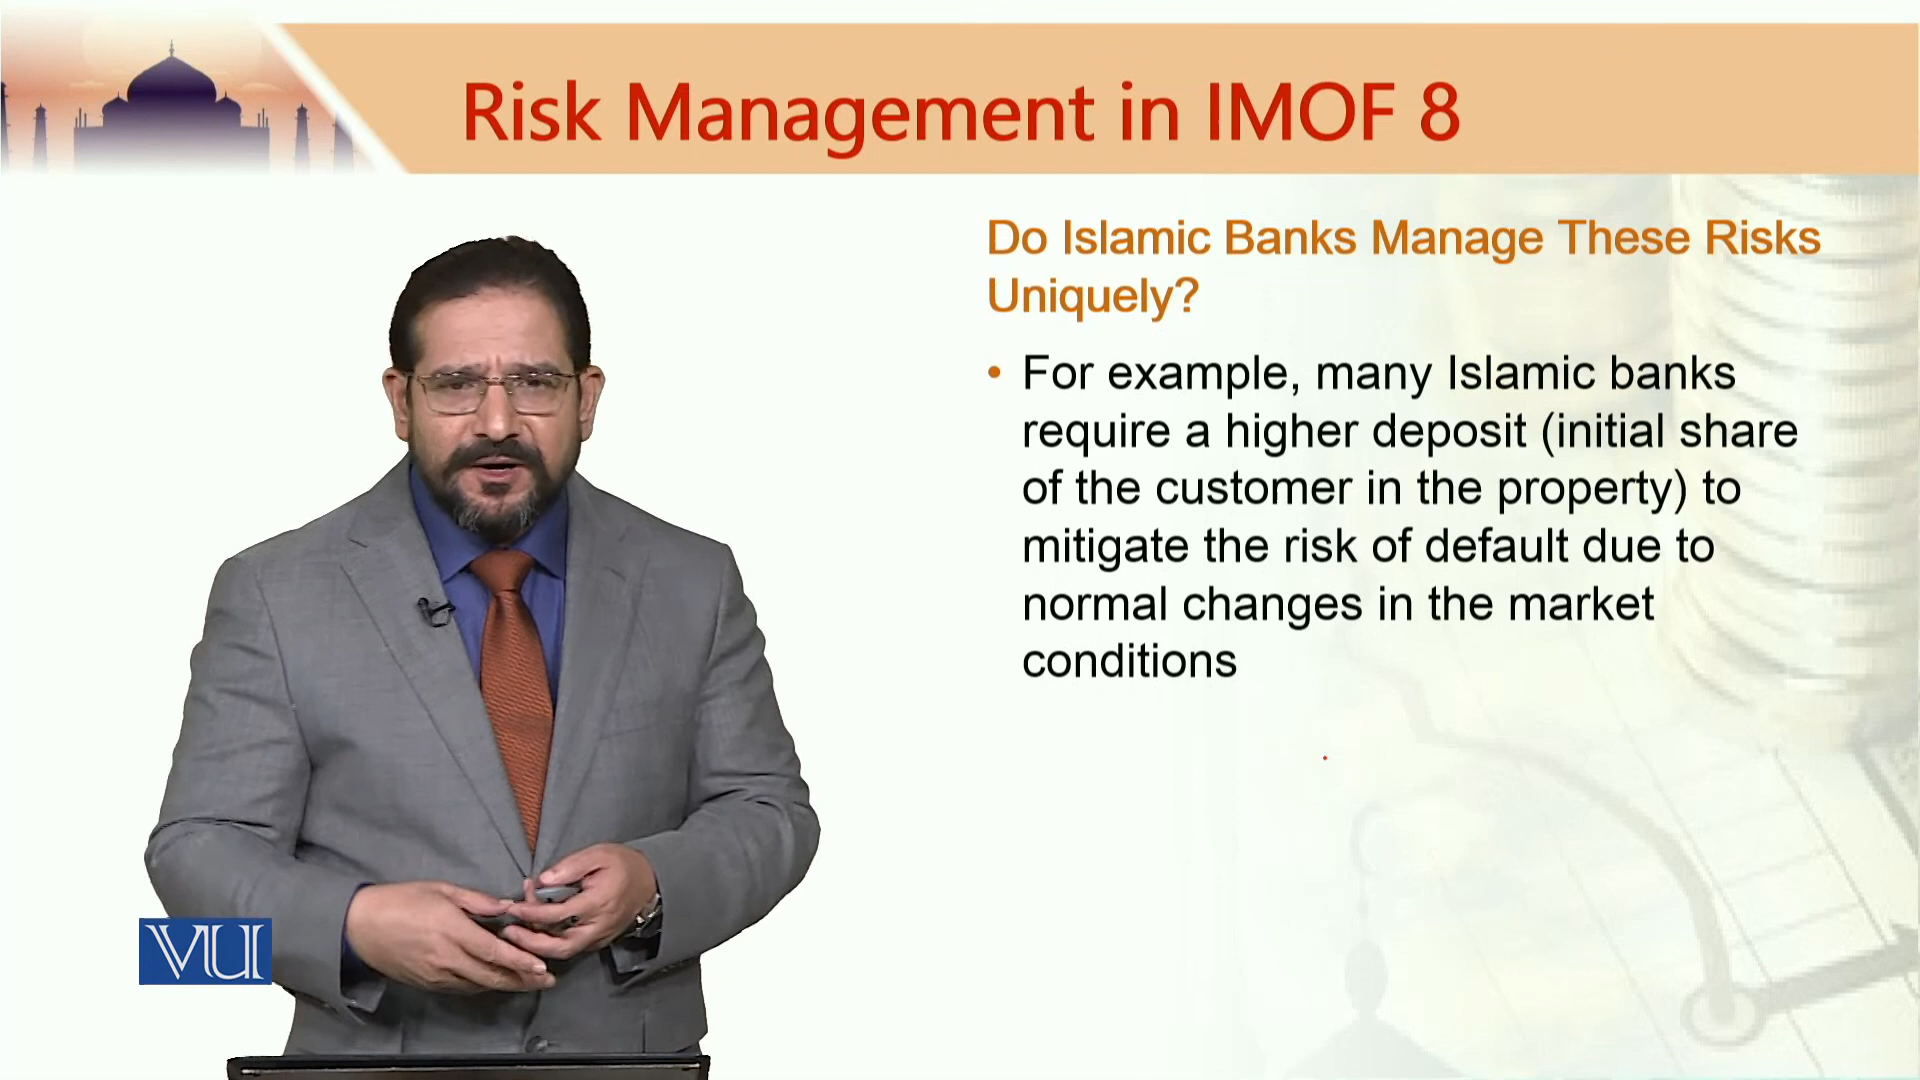 Risk Management in IMOF 8
Do Islamic Banks Manage These Risks
Uniquely?
• For example, many Islamic banks
require a higher deposit (initial share
of the customer in the property) to
mitigate the risk of default due to
normal changes in the market
conditions
VU